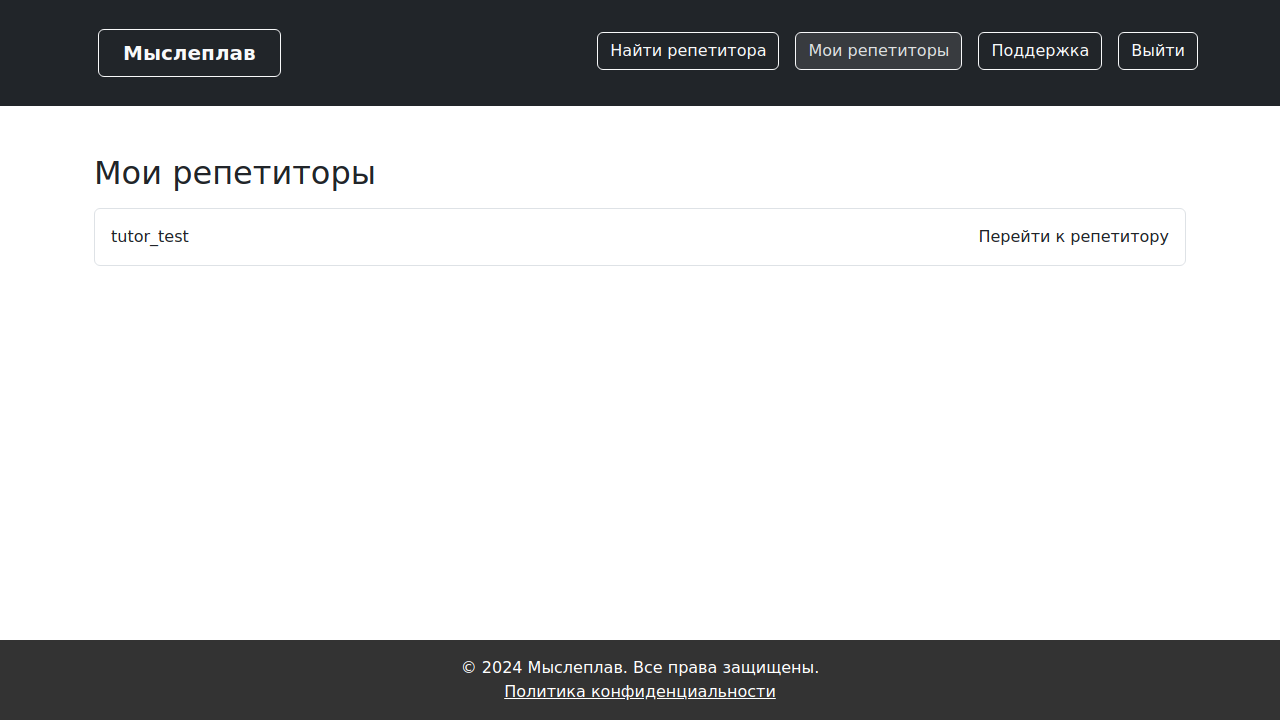 Мыслеплав
Найти репетитора
Мои репетиторы
Поддержка
Выйти
Мои репетиторы
tutor_test
Перейти к репетитору
© 2024 Мыслеплав. Все права защищены.
Политика конфиденциальности